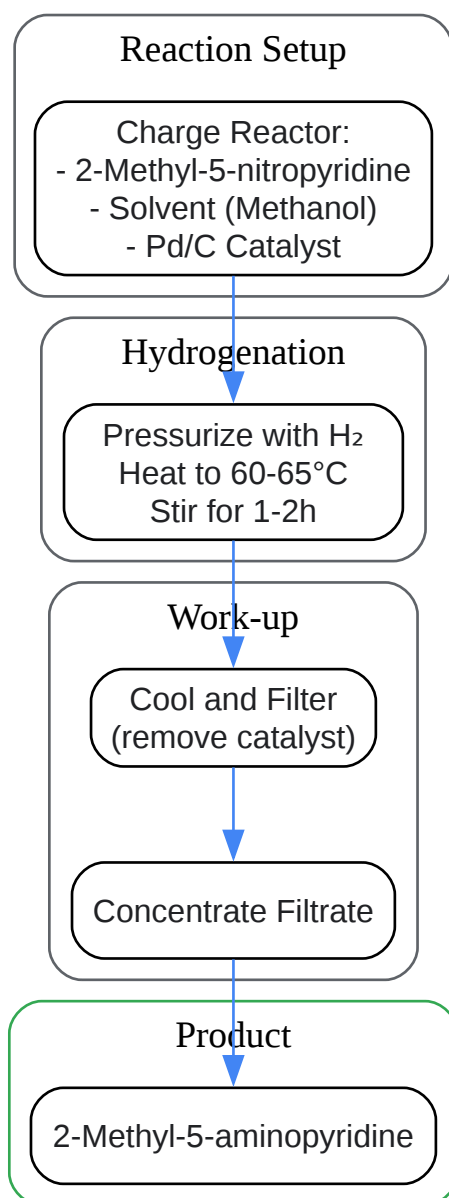 Reaction Setup
Charge Reactor:
- 2-Methyl-5-nitropyridine
- Solvent (Methanol)
- Pd/C Catalyst
Hydrogenation
Pressurize with H₂
Heat to 60-65°C
Stir for 1-2h
Work-up
Cool and Filter
(remove catalyst)
Concentrate Filtrate
Product
2-Methyl-5-aminopyridine